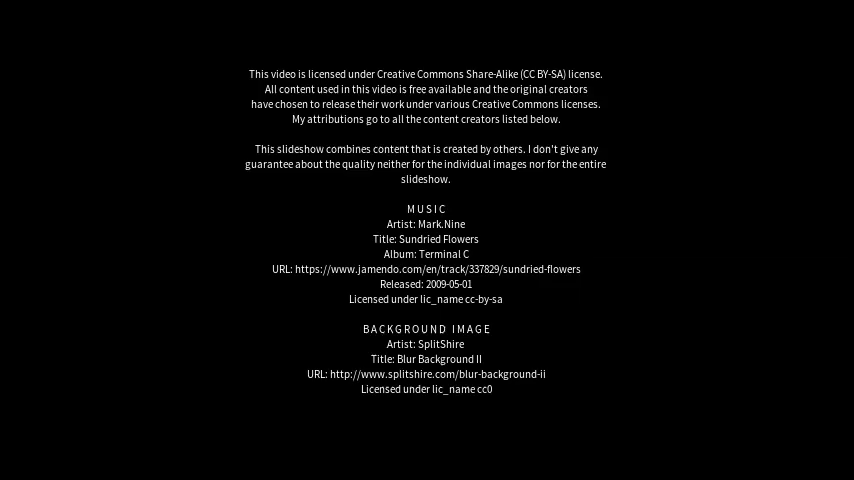 This video is licensed under Creative Commons Share-Alike (CC BY-SA) license.
All content used in this video is free available and the original creators
have chosen to release their work under various Creative Commons licenses.
My attributions go to all the content creators listed below.
This slideshow combines content that is created by others. I don't give any
guarantee about the quality neither for the individual images nor for the entire
slideshow.
MUSIC
Artist: Mark.Nine
Title: Sundried Flowers
Album: Terminal C
URL: https://www.jamendo.com/en/track/337829/sundried-flowers
Released: 2009-05-01
Licensed under lic_name cc-by-sa
BACKGROUND IMAGE
Artist: SplitShire
Title: Blur Background II
URL: http://www.splitshire.com/blur-background-ii
Licensed under lic_name cc0